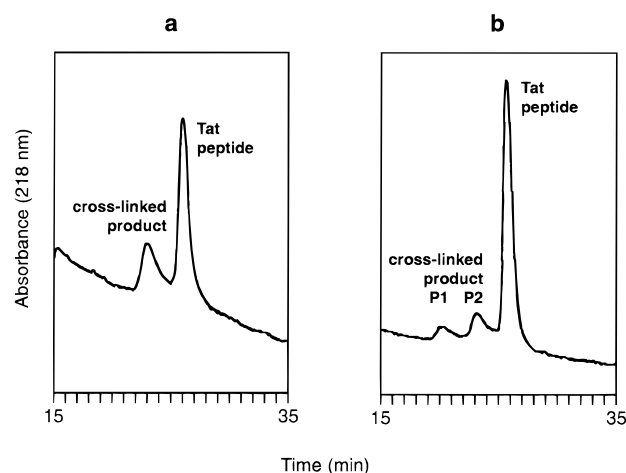 a
b
Absorbance (218 nm)
Tat
peptide
cross-linked
product
15
35
Tat
peptide
cross-linked
product
P1 P2
15
35
Time (min)